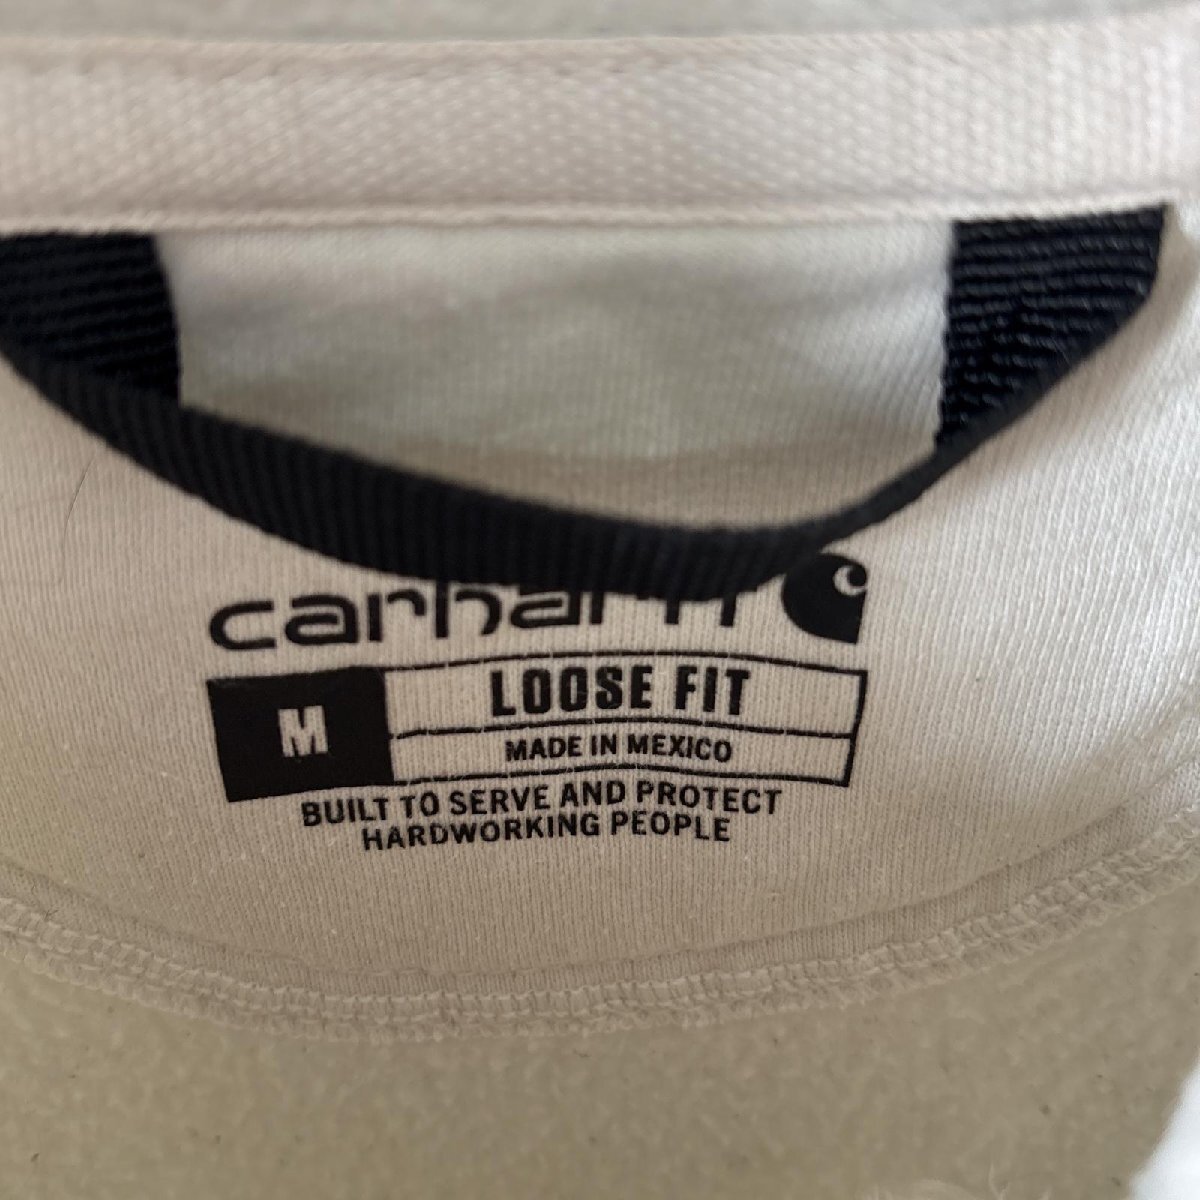 carhartt
M
LOOSE FIT
MADE IN MEXICO
BUILT TO SERVE AND PROTECT
HARDWORKING PEOPLE